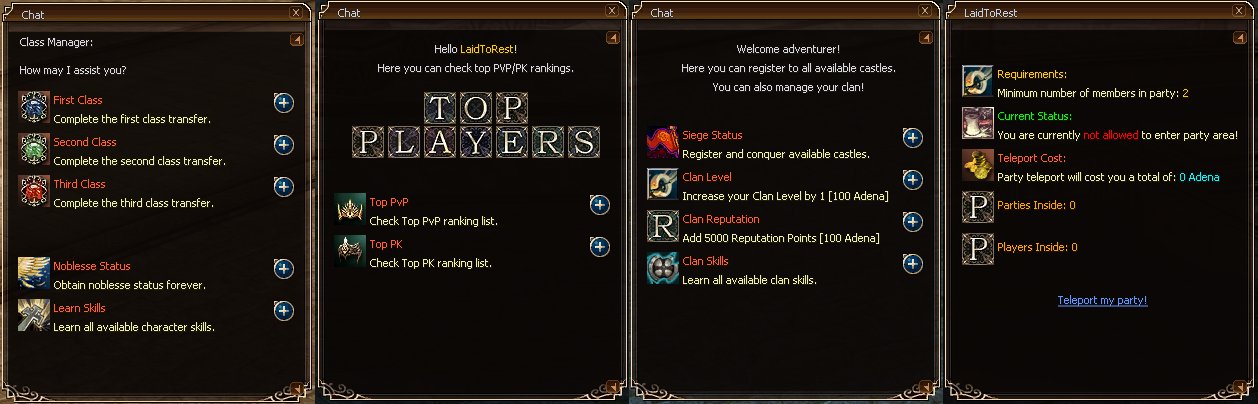 Chat
Class Manager:
How may I assist you?
First Class
Complete the first class transfer.
Second Class
Complete the second class transfer.
Third Class
Complete the third class transfer.
Noblesse Status
Obtain noblesse status forever.
Learn Skills
Learn all available character skills.
Chat
Hello LaidToRest!
Here you can check top PVP/PK rankings.
TOP
PLAYERS
Top PvP
Check Top PvP ranking list.
Top PK
Check Top PK ranking list.
Chat
Welcome adventurer!
Here you can register to all available castles.
You can also manage your clan!
Siege Status
Register and conquer available castles.
Clan Level
Increase your Clan Level by 1 [100 Adena]
R
Clan Reputation
Add 5000 Reputation Points [100 Adena]
Clan Skills
Learn all available clan skills.
LaidToRest
Requirements:
Minimum number of members in party: 2
Current Status:
You are currently not allowed to enter party area!
Teleport Cost:
Party teleport will cost you a total of: 0 Adena
P Parties Inside: 0
P Players Inside: 0
Teleport my party!